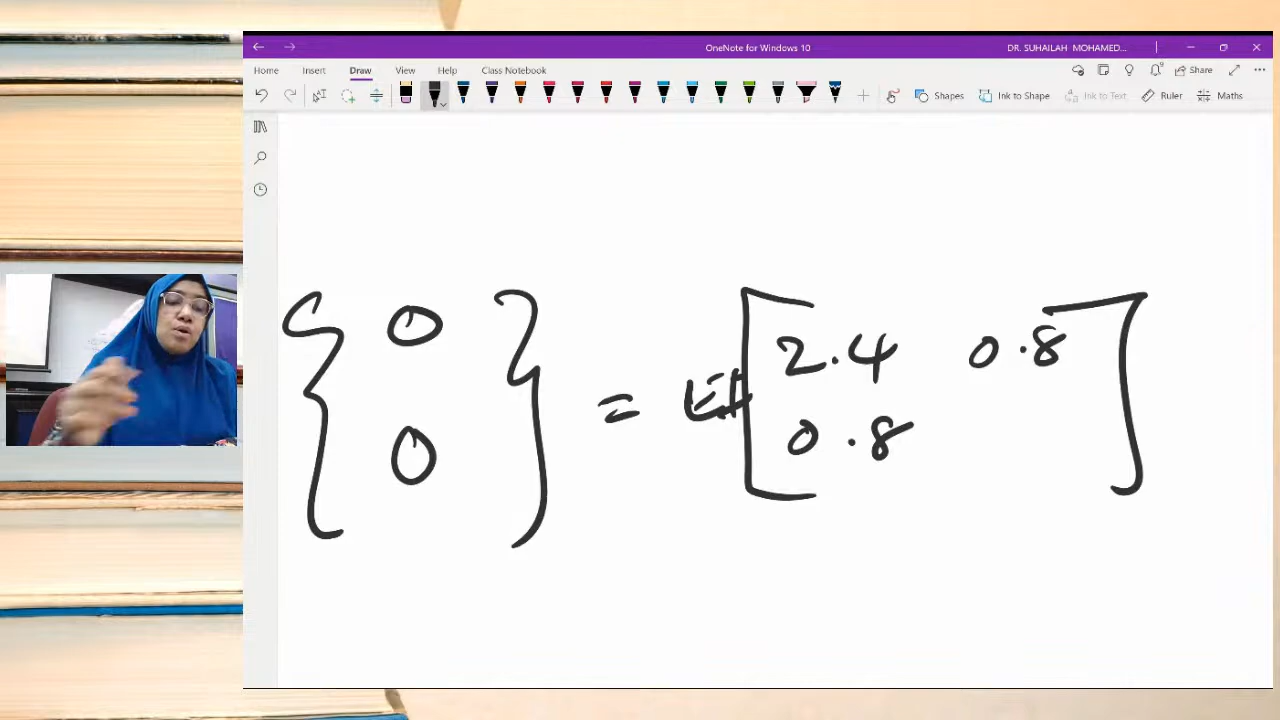 OneNote for Windows 10 DR. SUHAILAH MOHAMED...
Home Insert Draw View Help Class Notebook Share
Shapes Ink to Shape Ink to Text Ruler Maths
0 2.4 0.8
= EI
0 0.8